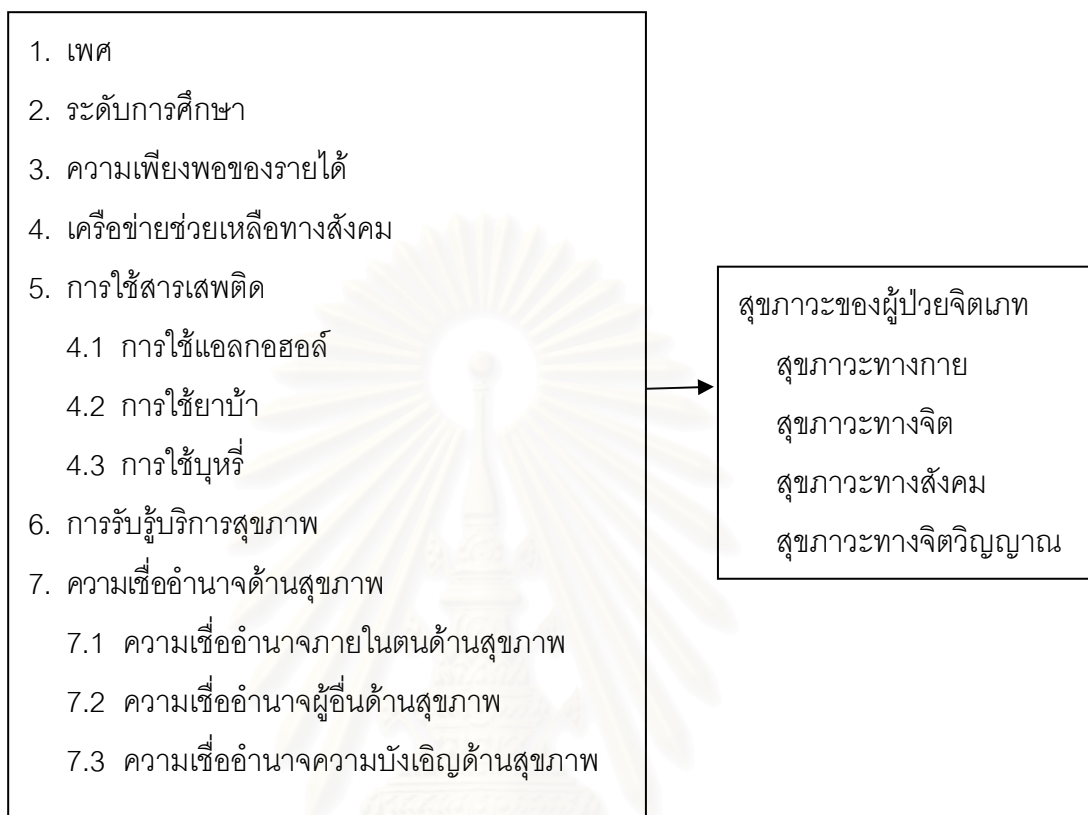 1. เพศ
2. ระดับการศึกษา
3. ความเพียงพอของรายได้
4. เครือข่ายช่วยเหลือทางสังคม
5. การใช้สารเสพติด
4.1 การใช้แอลกอฮอล์
4.2 การใช้ยาบ้า
4.3 การใช้บุหรี่
6. การรับรู้บริการสุขภาพ
7. ความเชื่ออำนาจด้านสุขภาพ
7.1 ความเชื่ออำนาจภายในตนด้านสุขภาพ
7.2 ความเชื่ออำนาจผู้อื่นด้านสุขภาพ
7.3 ความเชื่ออำนาจความบังเอิญด้านสุขภาพ
สุขภาวะของผู้ป่วยจิตเภท
สุขภาวะทางกาย
สุขภาวะทางจิต
สุขภาวะทางสังคม
สุขภาวะทางจิตวิญญาณ